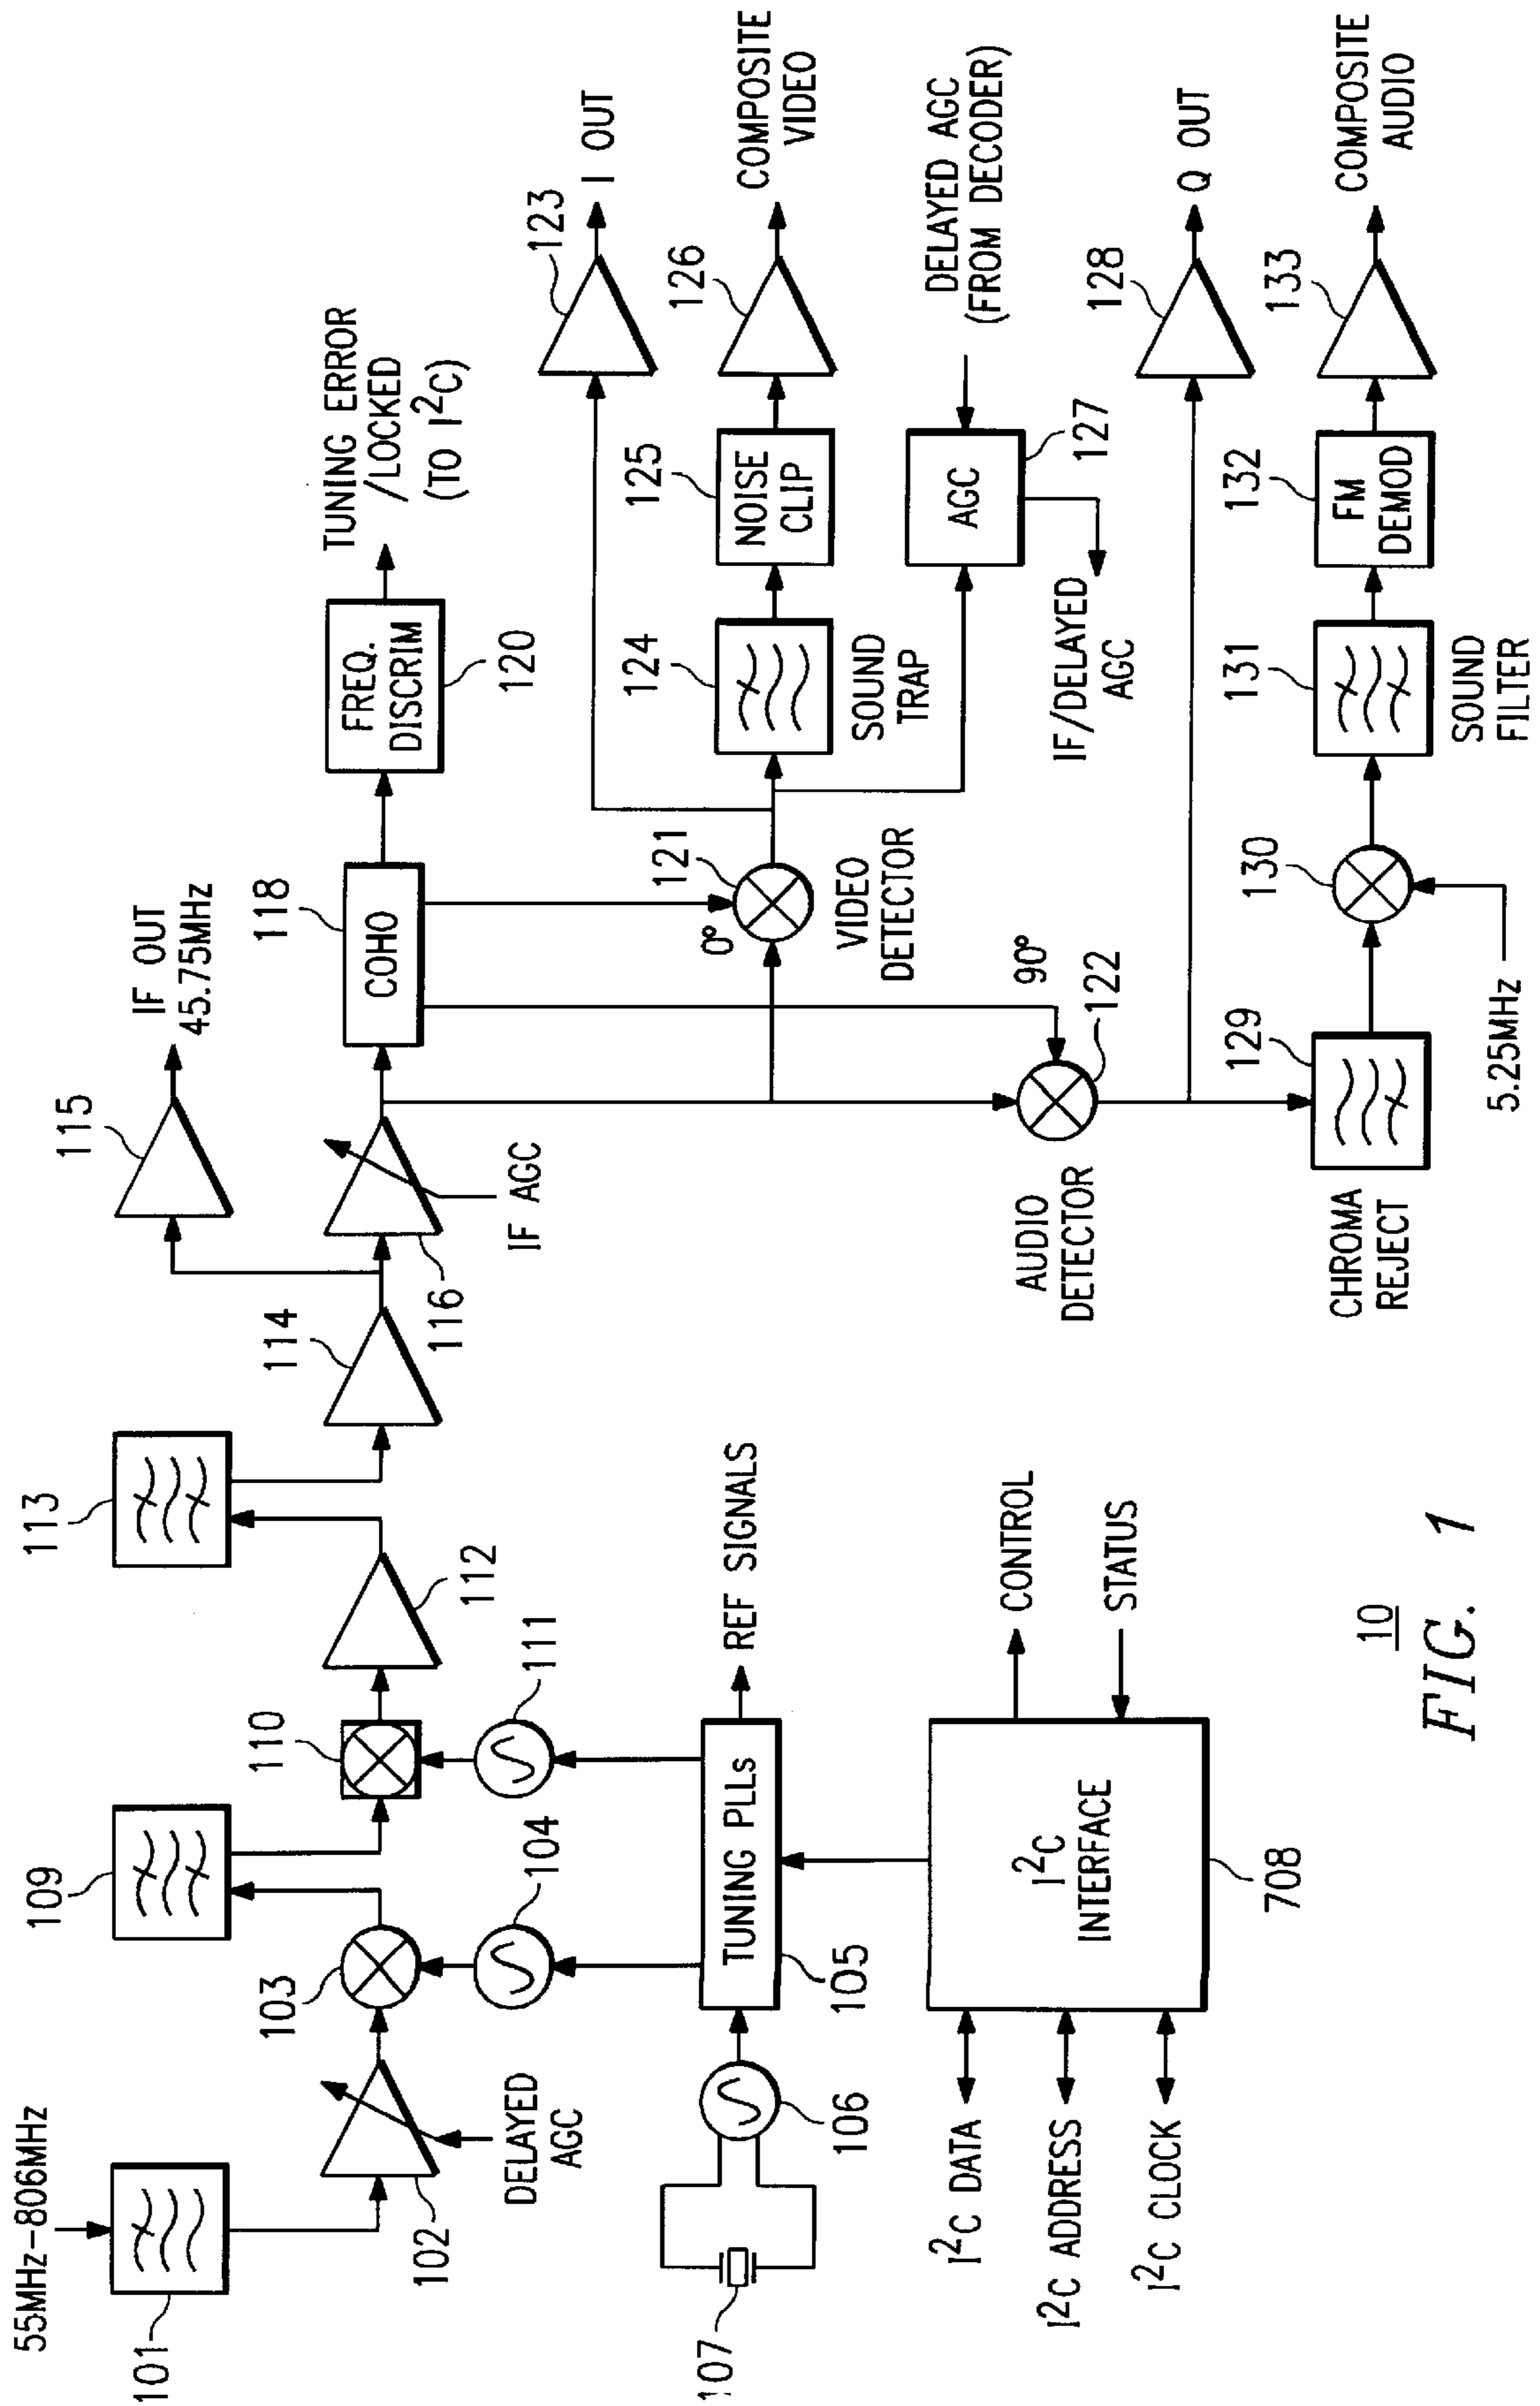 55MHz–806MHz
101
102
DELAYED
AGC
103
104
109
110
111
112
113
114
115
IF OUT
45.75MHz
116
IF AGC
118
COHO
FREQ.
DISCRIM
120
TUNING ERROR
/LOCKED
(TO I²C)
121
0°
VIDEO
DETECTOR
123
I OUT
124
SOUND
TRAP
125
NOISE
CLIP
126
COMPOSITE
VIDEO
AGC
127
DELAYED AGC
(FROM DECODER)
IF/DELAYED
AGC
90°
122
AUDIO
DETECTOR
128
Q OUT
129
CHROMA
REJECT
130
5.25MHz
131
SOUND
FILTER
132
FM
DEMOD
133
COMPOSITE
AUDIO
107
106
TUNING PLLs
105
REF SIGNALS
I²C
INTERFACE
708
CONTROL
STATUS
I²C DATA
I²C ADDRESS
I²C CLOCK
10
FIG. 1